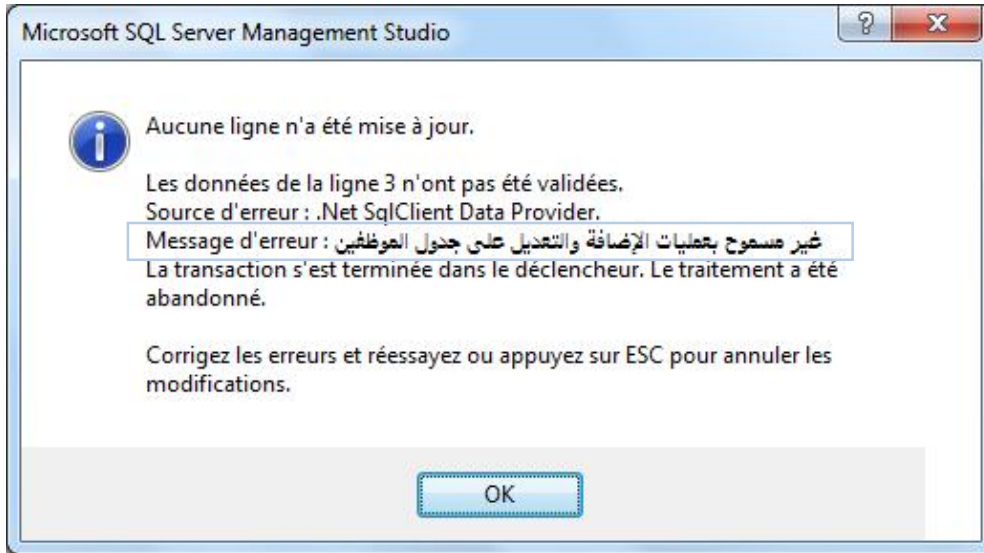 Microsoft SQL Server Management Studio
Aucune ligne n'a été mise à jour.
Les données de la ligne 3 n'ont pas été validées.
Source d'erreur : .Net SqlClient Data Provider.
Message d'erreur : غير مسموح بعمليات الإضافة والتعديل على جدول الموظفين
La transaction s'est terminée dans le déclencheur. Le traitement a été
abandonné.
Corrigez les erreurs et réessayez ou appuyez sur ESC pour annuler les
modifications.
OK